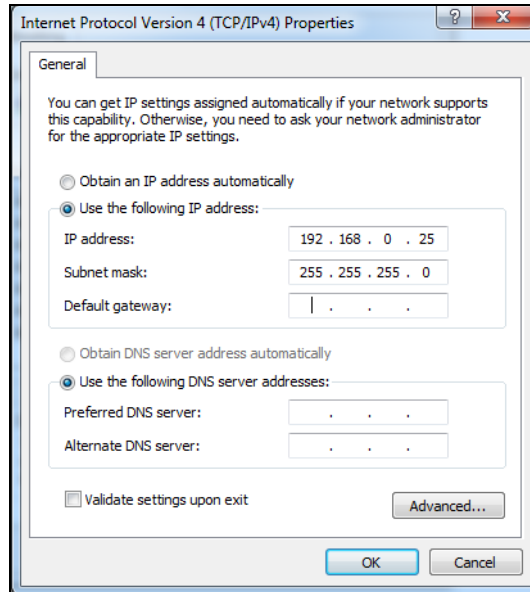 Internet Protocol Version 4 (TCP/IPv4) Properties
General
You can get IP settings assigned automatically if your network supports
this capability. Otherwise, you need to ask your network administrator
for the appropriate IP settings.
Obtain an IP address automatically
Use the following IP address:
IP address: 192 . 168 . 0 . 25
Subnet mask: 255 . 255 . 255 . 0
Default gateway: . . .
Obtain DNS server address automatically
Use the following DNS server addresses:
Preferred DNS server: . . .
Alternate DNS server: . . .
Validate settings upon exit
Advanced...
OK Cancel